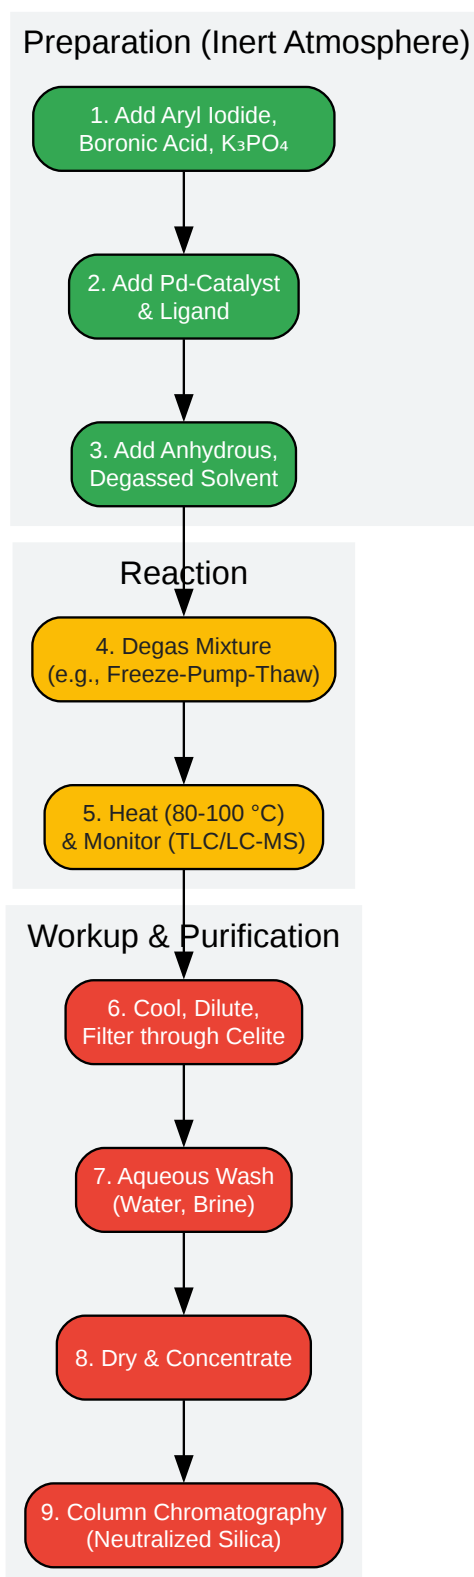 Preparation (Inert Atmosphere)
1. Add Aryl Iodide,
Boronic Acid, K₃PO₄
2. Add Pd-Catalyst
& Ligand
3. Add Anhydrous,
Degassed Solvent
Reaction
4. Degas Mixture
(e.g., Freeze-Pump-Thaw)
5. Heat (80-100 °C)
& Monitor (TLC/LC-MS)
Workup & Purification
6. Cool, Dilute,
Filter through Celite
7. Aqueous Wash
(Water, Brine)
8. Dry & Concentrate
9. Column Chromatography
(Neutralized Silica)